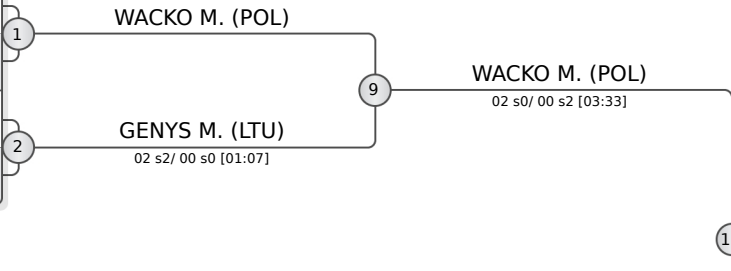 WACKO M. (POL)
1
WACKO M. (POL)
9
02 s0/ 00 s2 [03:33]
GENYS M. (LTU)
2
02 s2/ 00 s0 [01:07]